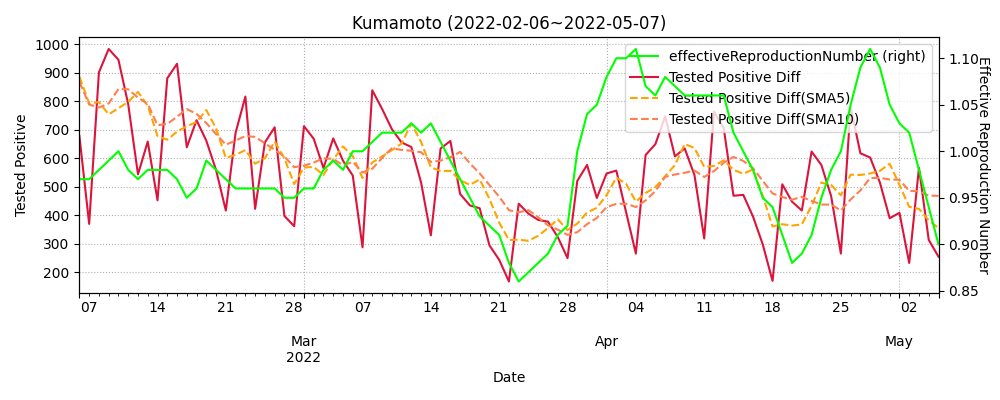 Kumamoto (2022-02-06~2022-05-07)
effectiveReproductionNumber (right)
Tested Positive Diff
Tested Positive Diff(SMA5)
Tested Positive Diff(SMA10)
Tested Positive
1000
900
800
700
600
500
400
300
200
1.10
1.05
1.00
0.95
0.90
0.85
Effective Reproduction Number
07 14 21 28 07 14 21 28 04 11 18 25 02
Mar Apr May
2022
Date